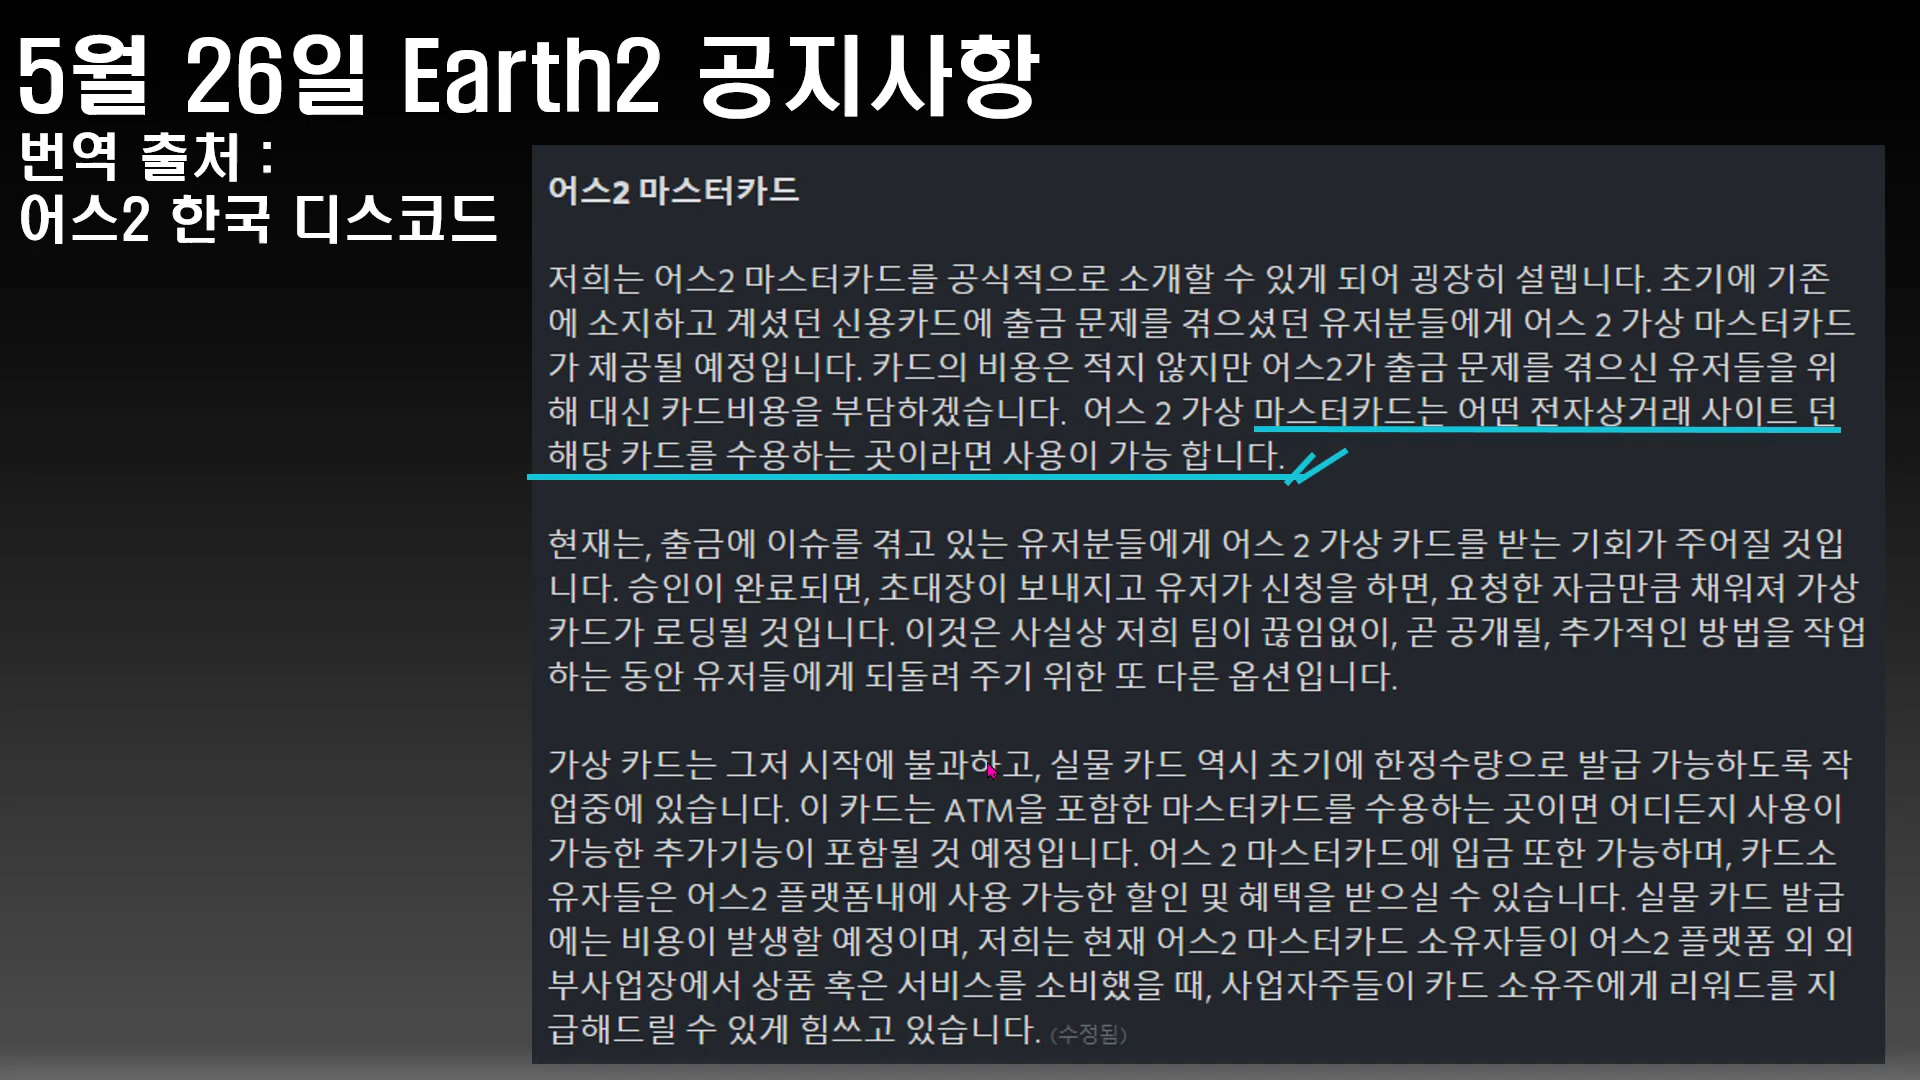 5월 26일 Earth2 공지사항
번역 출처 :
어스2 한국 디스코드
어스2 마스터카드
저희는 어스2 마스터카드를 공식적으로 소개할 수 있게 되어 굉장히 설렙니다. 초기에 기존
에 소지하고 계셨던 신용카드에 출금 문제를 겪으셨던 유저분들에게 어스 2 가상 마스터카드
가 제공될 예정입니다. 카드의 비용은 적지 않지만 어스2가 출금 문제를 겪으신 유저들을 위
해 대신 카드비용을 부담하겠습니다. 어스 2 가상 마스터카드는 어떤 전자상거래 사이트 던
해당 카드를 수용하는 곳이라면 사용이 가능 합니다.
현재는, 출금에 이슈를 겪고 있는 유저분들에게 어스 2 가상 카드를 받는 기회가 주어질 것입
니다. 승인이 완료되면, 초대장이 보내지고 유저가 신청을 하면, 요청한 자금만큼 채워져 가상
카드가 로딩될 것입니다. 이것은 사실상 저희 팀이 끊임없이, 곧 공개될, 추가적인 방법을 작업
하는 동안 유저들에게 되돌려 주기 위한 또 다른 옵션입니다.
가상 카드는 그저 시작에 불과하고, 실물 카드 역시 초기에 한정수량으로 발급 가능하도록 작
업중에 있습니다. 이 카드는 ATM을 포함한 마스터카드를 수용하는 곳이면 어디든지 사용이
가능한 추가기능이 포함될 것 예정입니다. 어스 2 마스터카드에 입금 또한 가능하며, 카드소
유자들은 어스2 플랫폼내에 사용 가능한 할인 및 혜택을 받으실 수 있습니다. 실물 카드 발급
에는 비용이 발생할 예정이며, 저희는 현재 어스2 마스터카드 소유자들이 어스2 플랫폼 외 외
부사업장에서 상품 혹은 서비스를 소비했을 때, 사업자주들이 카드 소유주에게 리워드를 지
급해드릴 수 있게 힘쓰고 있습니다. (수정됨)